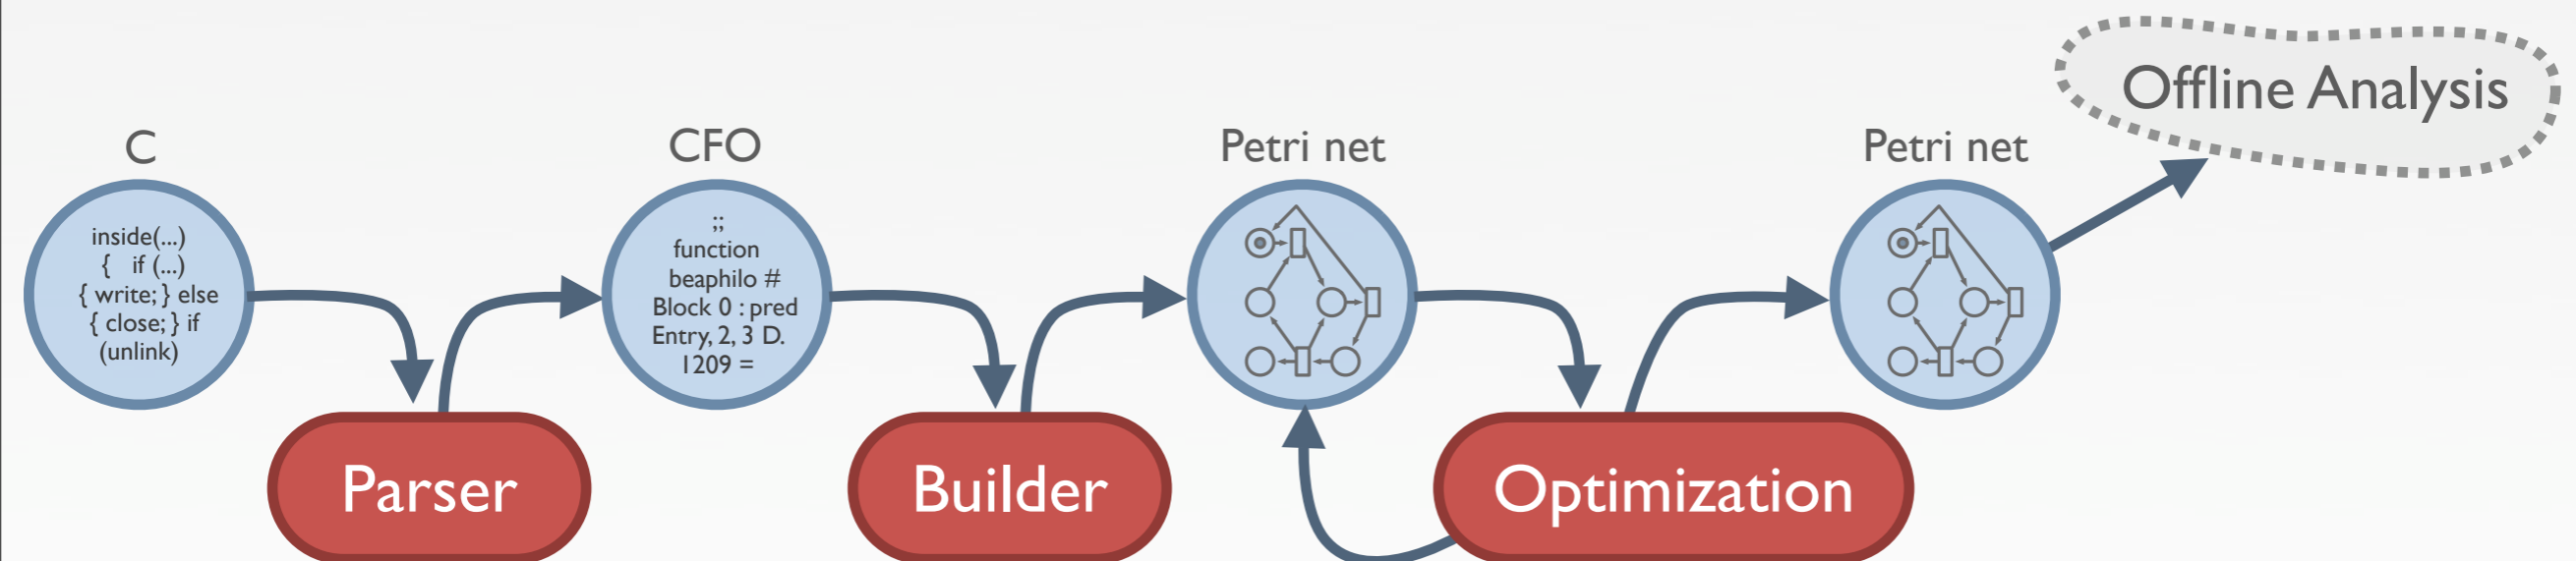 Offline Analysis
C
CFO
Petri net
Petri net
inside(...)
{ if (...)
{ write; } else
{ close; } if
(unlink)
;;
function
beaphilo #
Block 0 : pred
Entry, 2, 3 D.
1209 =
Parser
Builder
Optimization